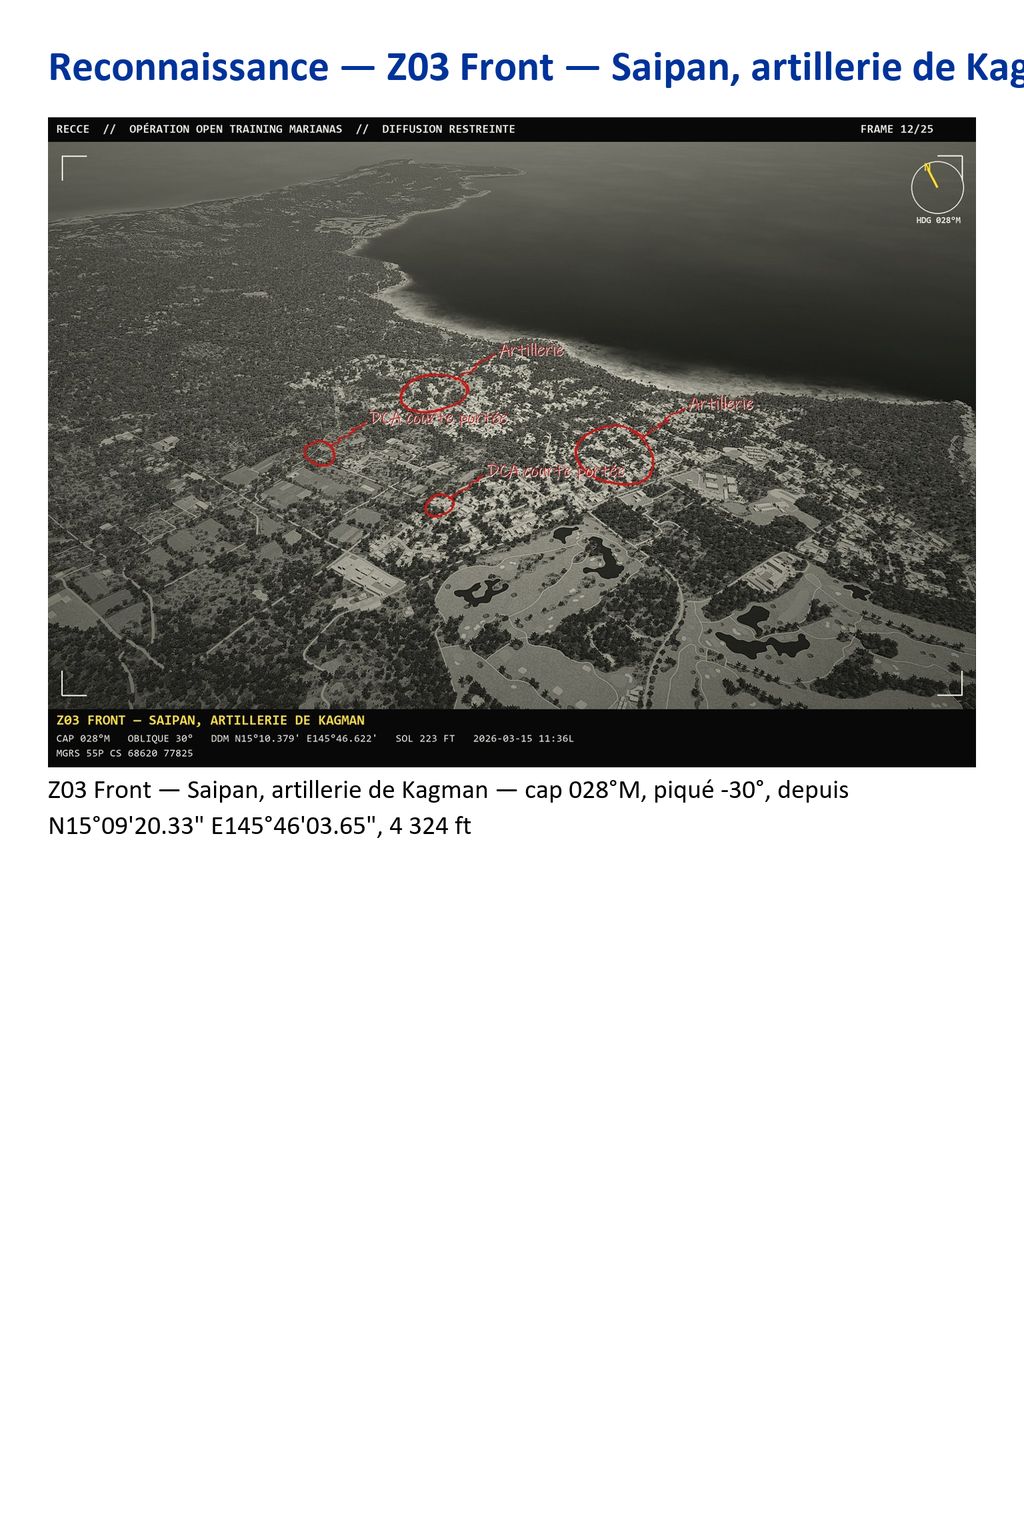 Reconnaissance — Z03 Front — Saipan, artillerie de Kag
RECCE // OPÉRATION OPEN TRAINING MARIANAS // DIFFUSION RESTREINTE
FRAME 12/25
N
HDG 028°M
Artillerie
Artillerie
DCA courte portée
DCA courte portée
Z03 FRONT — SAIPAN, ARTILLERIE DE KAGMAN
CAP 028°M OBLIQUE 30° DDM N15°10.379' E145°46.622' SOL 223 FT 2026-03-15 11:36L
MGRS 55P CS 68620 77825
Z03 Front — Saipan, artillerie de Kagman — cap 028°M, piqué -30°, depuis
N15°09'20.33" E145°46'03.65", 4 324 ft